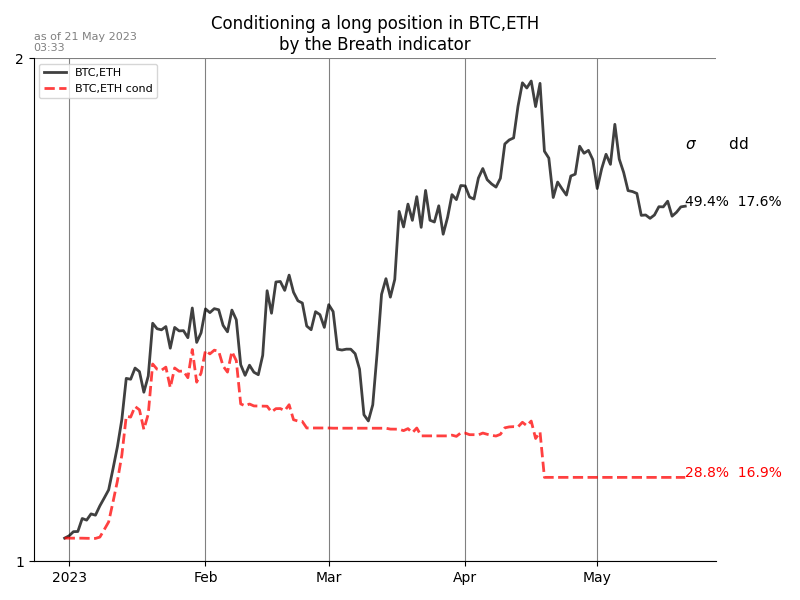 Conditioning a long position in BTC,ETH
by the Breath indicator
as of 21 May 2023
03:33
2
BTC,ETH
BTC,ETH cond
σ dd
49.4% 17.6%
28.8% 16.9%
1
2023 Feb Mar Apr May